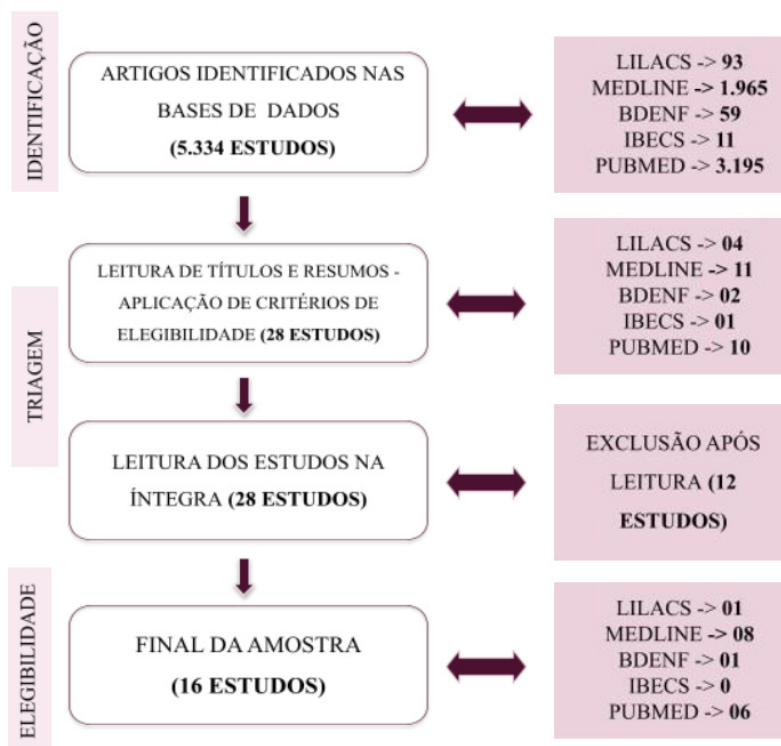 IDENTIFICAÇÃO
ARTIGOS IDENTIFICADOS NAS
BASES DE DADOS
(5.334 ESTUDOS)
LILACS -> 93
MEDLINE -> 1.965
BDENF -> 59
IBECS -> 11
PUBMED -> 3.195
TRIAGEM
LEITURA DE TÍTULOS E RESUMOS -
APLICAÇÃO DE CRITÉRIOS DE
ELEGIBILIDADE (28 ESTUDOS)
LILACS -> 04
MEDLINE -> 11
BDENF -> 02
IBECS -> 01
PUBMED -> 10
LEITURA DOS ESTUDOS NA
ÍNTEGRA (28 ESTUDOS)
EXCLUSÃO APÓS
LEITURA (12
ESTUDOS)
ELEGIBILIDADE
FINAL DA AMOSTRA
(16 ESTUDOS)
LILACS -> 01
MEDLINE -> 08
BDENF -> 01
IBECS -> 0
PUBMED -> 06